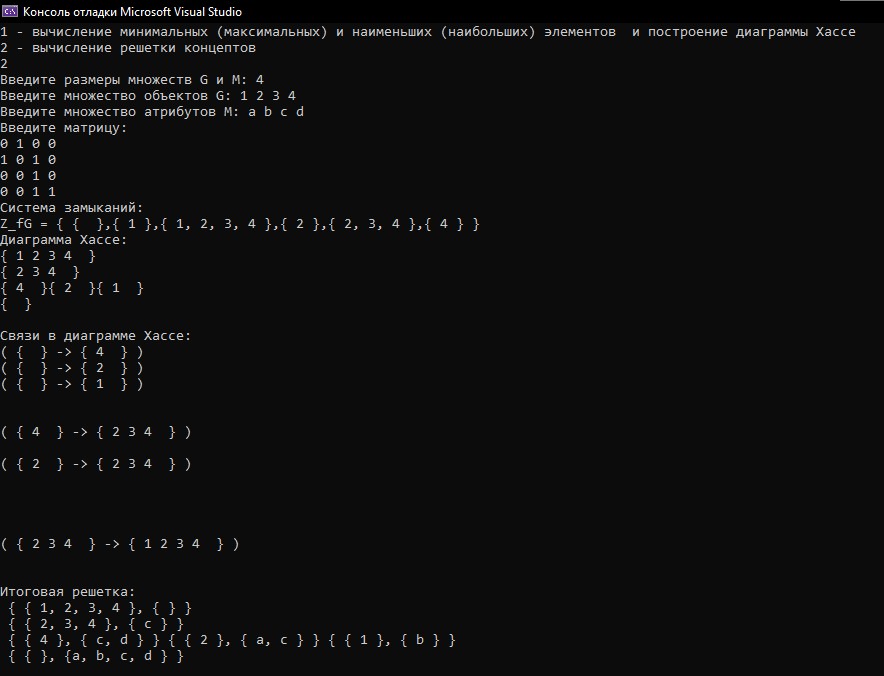 Консоль отладки Microsoft Visual Studio
1 - вычисление минимальных (максимальных) и наименьших (наибольших) элементов  и построение диаграммы Хассе
2 - вычисление решетки концептов
2
Введите размеры множеств G и M: 4
Введите множество объектов G: 1 2 3 4
Введите множество атрибутов M: a b c d
Введите матрицу:
0 1 0 0
1 0 1 0
0 0 1 0
0 0 1 1
Система замыканий:
Z_fG = { {  },{ 1 },{ 1, 2, 3, 4 },{ 2 },{ 2, 3, 4 },{ 4 } }
Диаграмма Хассе:
{ 1 2 3 4  }
{ 2 3 4  }
{ 4  }{ 2  }{ 1  }
{  }
Связи в диаграмме Хассе:
( {  } -> { 4  } )
( {  } -> { 2  } )
( {  } -> { 1  } )
( { 4  } -> { 2 3 4  } )
( { 2  } -> { 2 3 4  } )
( { 2 3 4  } -> { 1 2 3 4  } )
Итоговая решетка:
{ { 1, 2, 3, 4 }, { } }
{ { 2, 3, 4 }, { c } }
{ { 4 }, { c, d } } { { 2 }, { a, c } } { { 1 }, { b } }
{ { }, {a, b, c, d } }